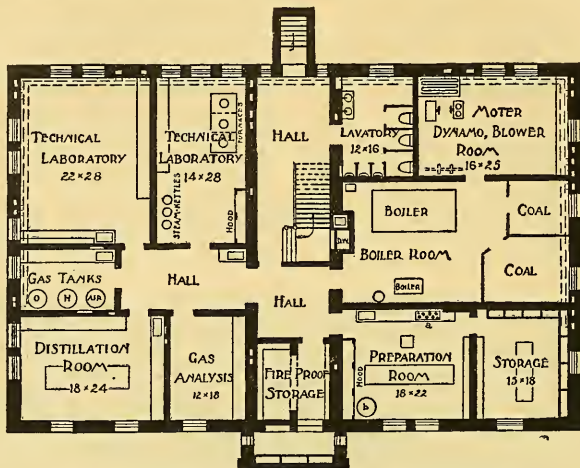 TECHNICAL
LABORATORY
22×28
TECHNICAL
LABORATORY
14×28
FURNACES
STEAM-KETTLES
HOOD
HALL
LAVATORY
12×16
MOTER
DYNAMO, BLOWER
ROOM
16×25
BOILER
COAL
D.W.
BOILER ROOM
BOILER
COAL
GAS TANKS
O H AIR
HALL
HALL
DISTILLATION
ROOM
18×24
GAS
ANALYSIS
12×18
FIRE PROOF
STORAGE
a
HOOD
PREPARATION
ROOM
18×22
b
STORAGE
15×18